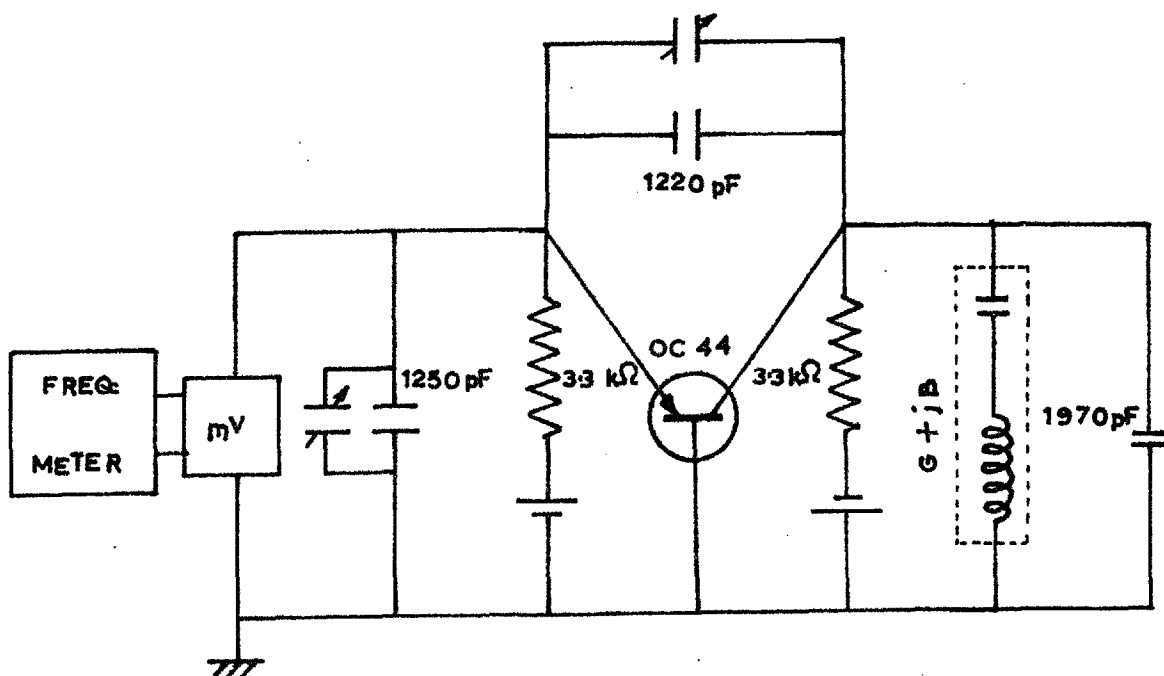 1220 pF
OC 44
3·3 kΩ
3·3 kΩ
1250 pF
FREQ:
METER
mV
G + jB
1970 pF